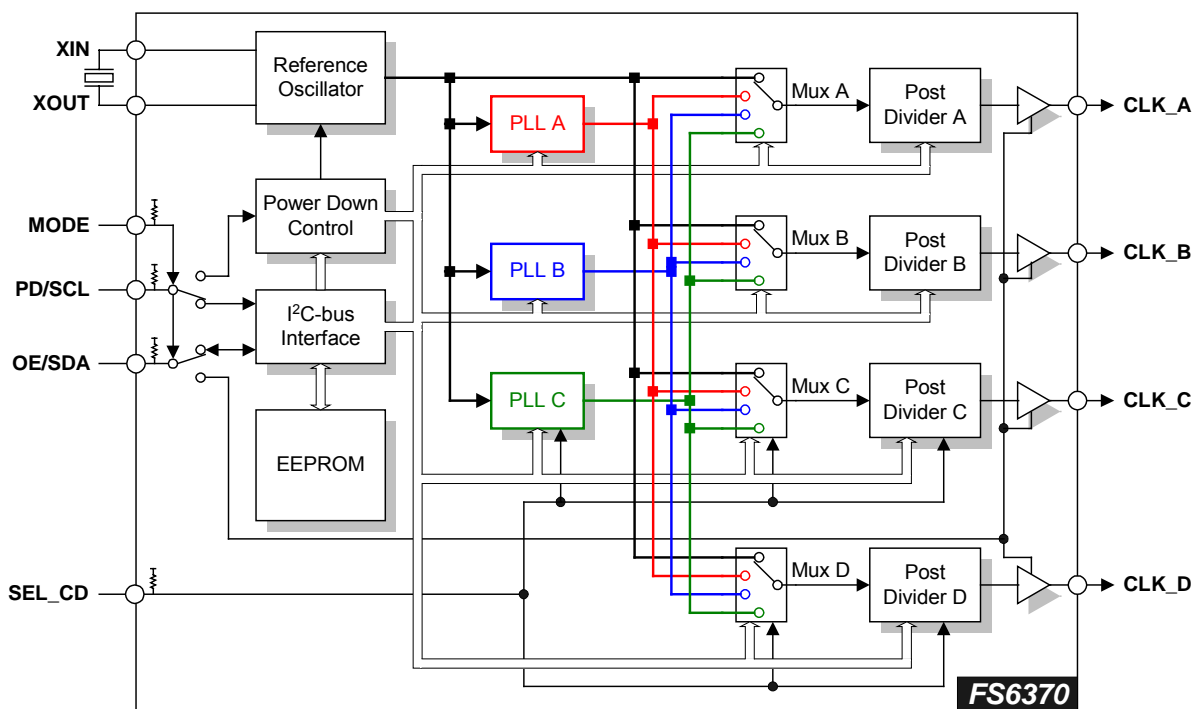 XIN
XOUT
Reference
Oscillator
PLL A
Mux A
Post
Divider A
CLK_A
MODE
Power Down
Control
PD/SCL
I²C-bus
Interface
OE/SDA
PLL B
Mux B
Post
Divider B
CLK_B
EEPROM
PLL C
Mux C
Post
Divider C
CLK_C
SEL_CD
Mux D
Post
Divider D
CLK_D
FS6370